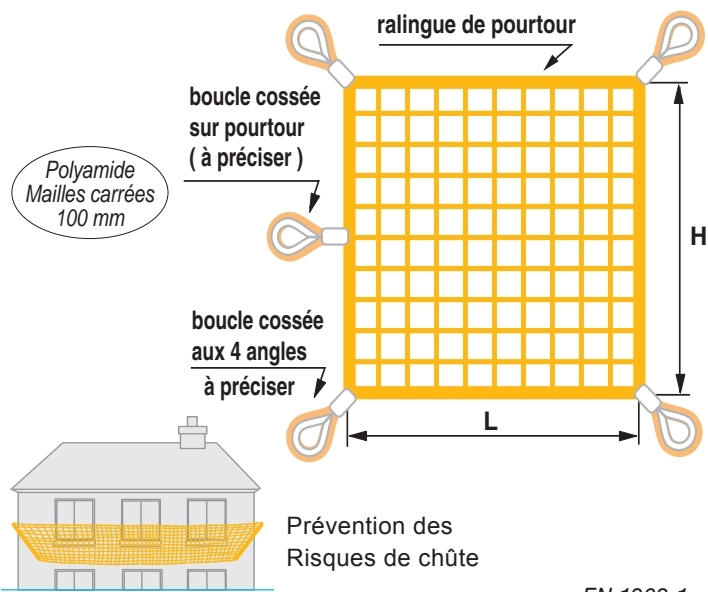 ralingue de pourtour
boucle cossée
sur pourtour
( à préciser )
Polyamide
Mailles carrées
100 mm
H
boucle cossée
aux 4 angles
à préciser
L
Prévention des
Risques de chûte